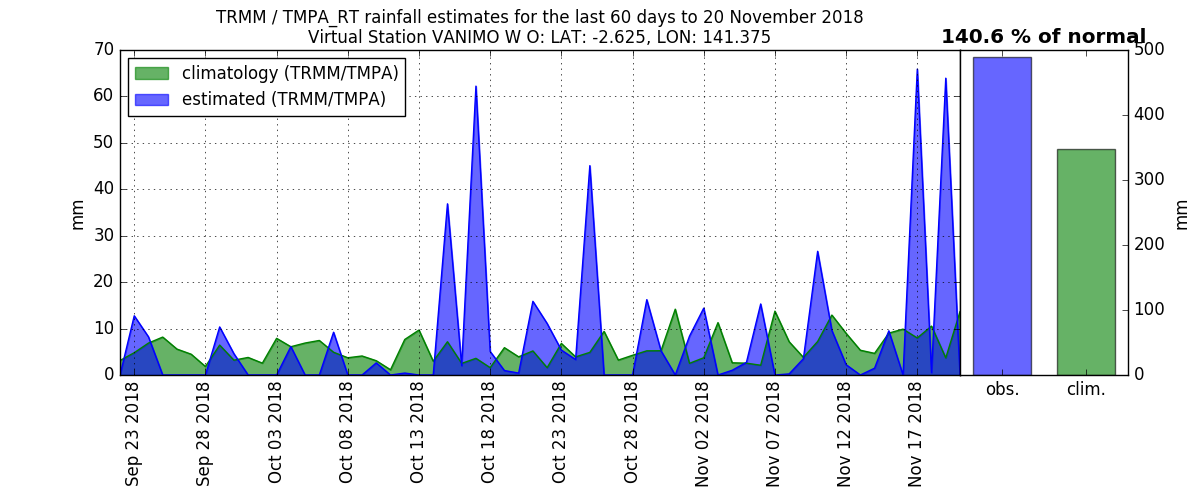 TRMM / TMPA_RT rainfall estimates for the last 60 days to 20 November 2018
Virtual Station VANIMO W O: LAT: -2.625, LON: 141.375
140.6 % of normal
climatology (TRMM/TMPA)
estimated (TRMM/TMPA)
70
60
50
40
30
20
10
0
mm
500
400
300
200
100
0
mm
Sep 23 2018
Sep 28 2018
Oct 03 2018
Oct 08 2018
Oct 13 2018
Oct 18 2018
Oct 23 2018
Oct 28 2018
Nov 02 2018
Nov 07 2018
Nov 12 2018
Nov 17 2018
obs.
clim.